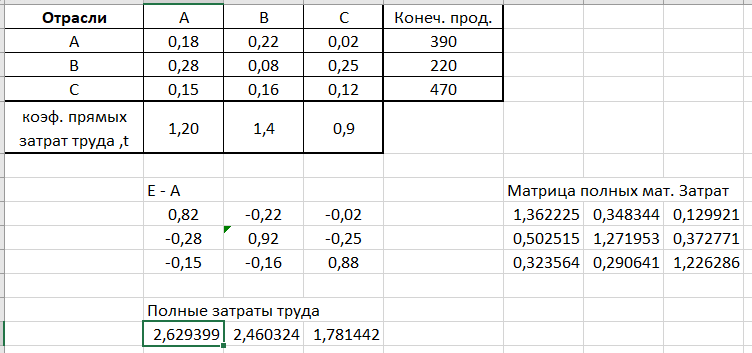 Отрасли A B C Конеч. прод.
A 0,18 0,22 0,02 390
B 0,28 0,08 0,25 220
C 0,15 0,16 0,12 470
коэф. прямых
затрат труда ,t 1,20 1,4 0,9
E - A Матрица полных мат. Затрат
0,82 -0,22 -0,02 1,362225 0,348344 0,129921
-0,28 0,92 -0,25 0,502515 1,271953 0,372771
-0,15 -0,16 0,88 0,323564 0,290641 1,226286
Полные затраты труда
2,629399 2,460324 1,781442